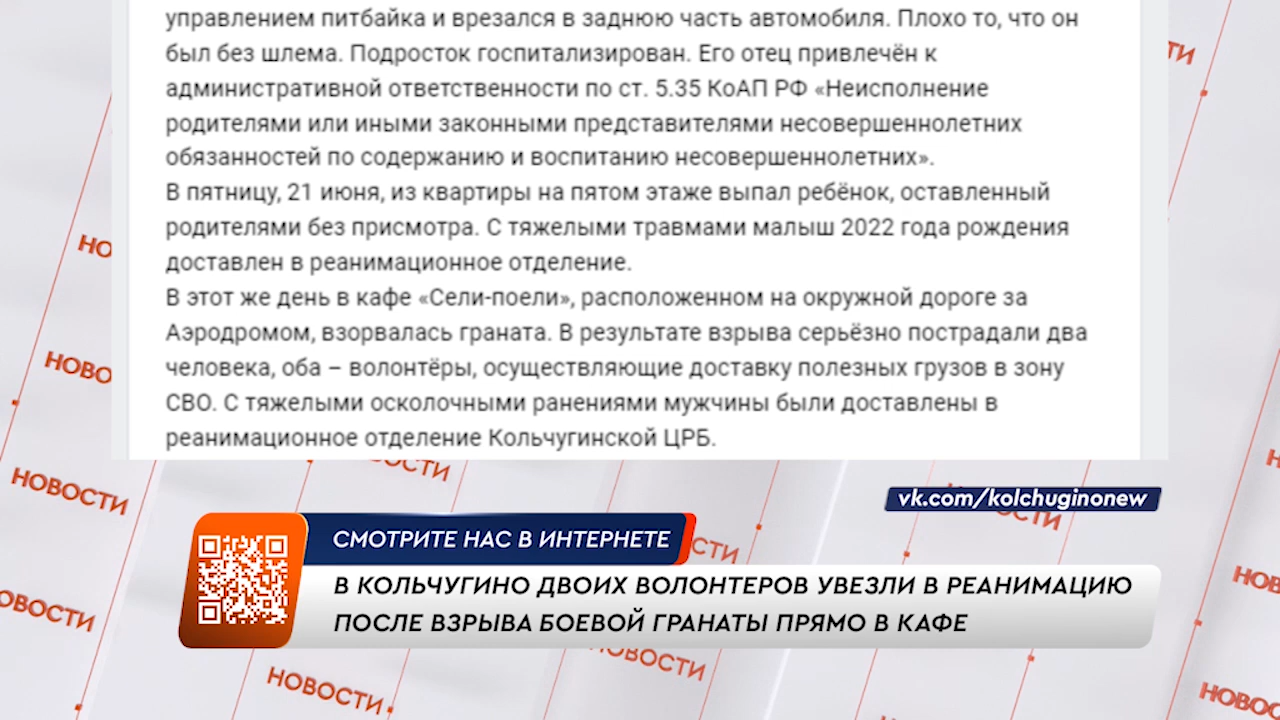 управлением питбайка и врезался в заднюю часть автомобиля. Плохо то, что он
был без шлема. Подросток госпитализирован. Его отец привлечён к
административной ответственности по ст. 5.35 КоАП РФ «Неисполнение
родителями или иными законными представителями несовершеннолетних
обязанностей по содержанию и воспитанию несовершеннолетних».
В пятницу, 21 июня, из квартиры на пятом этаже выпал ребёнок, оставленный
родителями без присмотра. С тяжелыми травмами малыш 2022 года рождения
доставлен в реанимационное отделение.
В этот же день в кафе «Сели-поели», расположенном на окружной дороге за
Аэродромом, взорвалась граната. В результате взрыва серьёзно пострадали два
человека, оба – волонтёры, осуществляющие доставку полезных грузов в зону
СВО. С тяжелыми осколочными ранениями мужчины были доставлены в
реанимационное отделение Кольчугинской ЦРБ.
vk.com/kolchuginonew
СМОТРИТЕ НАС В ИНТЕРНЕТЕ
В КОЛЬЧУГИНО ДВОИХ ВОЛОНТЕРОВ УВЕЗЛИ В РЕАНИМАЦИЮ
ПОСЛЕ ВЗРЫВА БОЕВОЙ ГРАНАТЫ ПРЯМО В КАФЕ
НОВОСТИ
НОВОСТИ
НОВОСТИ